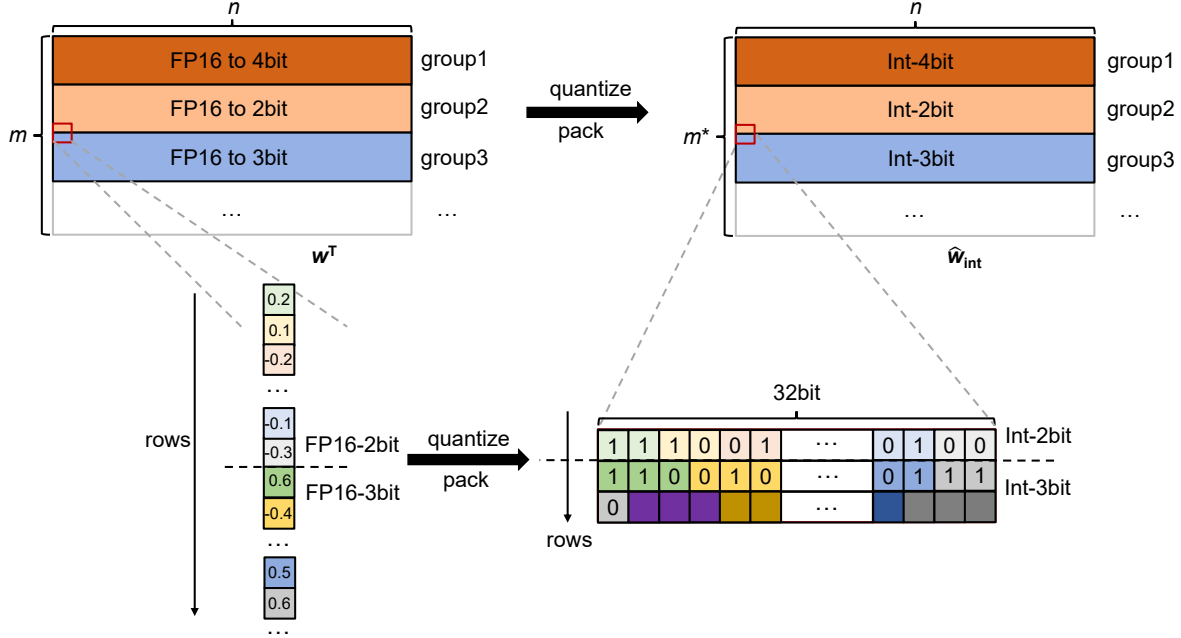 n
n
FP16 to 4bit
group1
Int-4bit
group1
quantize
pack
FP16 to 2bit
group2
Int-2bit
group2
m
m*
FP16 to 3bit
group3
Int-3bit
group3
...
...
...
...
wᵀ
ŵint
0.2
0.1
-0.2
...
rows
-0.1
-0.3
FP16-2bit
0.6
FP16-3bit
-0.4
...
0.5
0.6
...
quantize
pack
32bit
1 1 1 0 0 1 ... 0 1 0 0
Int-2bit
1 1 0 0 1 0 ... 0 1 1 1
Int-3bit
0 ...
rows